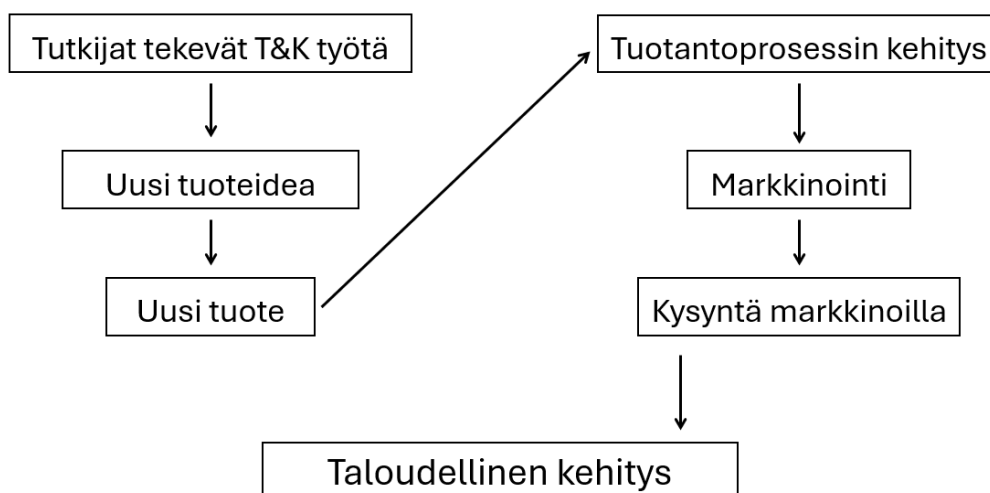 Tutkijat tekevät T&K työtä
Uusi tuoteidea
Uusi tuote
Tuotantoprosessin kehitys
Markkinointi
Kysyntä markkinoilla
Taloudellinen kehitys